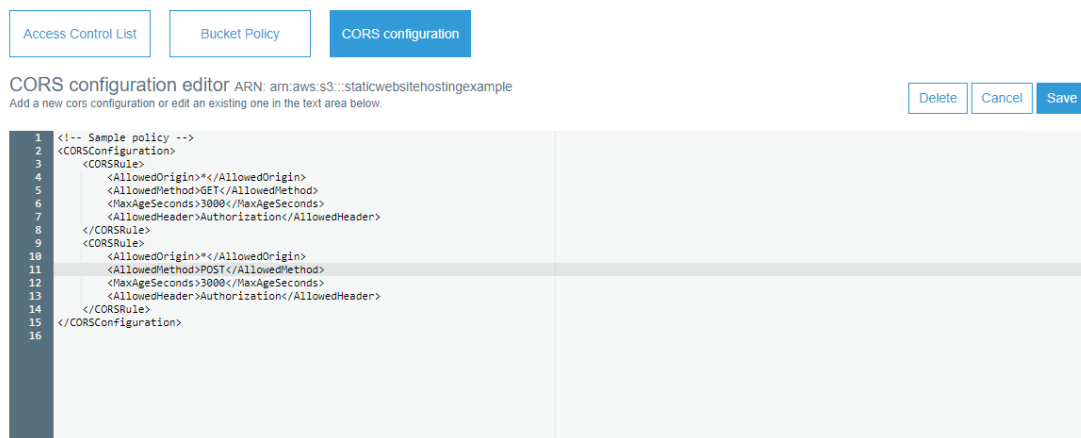 Access Control List Bucket Policy CORS configuration
CORS configuration editor ARN: arn:aws:s3:::staticwebsitehostingexample
Add a new cors configuration or edit an existing one in the text area below.
Delete Cancel Save
1 <!-- Sample policy -->
2 <CORSConfiguration>
3 <CORSRule>
4 <AllowedOrigin>*</AllowedOrigin>
5 <AllowedMethod>GET</AllowedMethod>
6 <MaxAgeSeconds>3000</MaxAgeSeconds>
7 <AllowedHeader>Authorization</AllowedHeader>
8 </CORSRule>
9 <CORSRule>
10 <AllowedOrigin>*</AllowedOrigin>
11 <AllowedMethod>POST</AllowedMethod>
12 <MaxAgeSeconds>3000</MaxAgeSeconds>
13 <AllowedHeader>Authorization</AllowedHeader>
14 </CORSRule>
15 </CORSConfiguration>
16